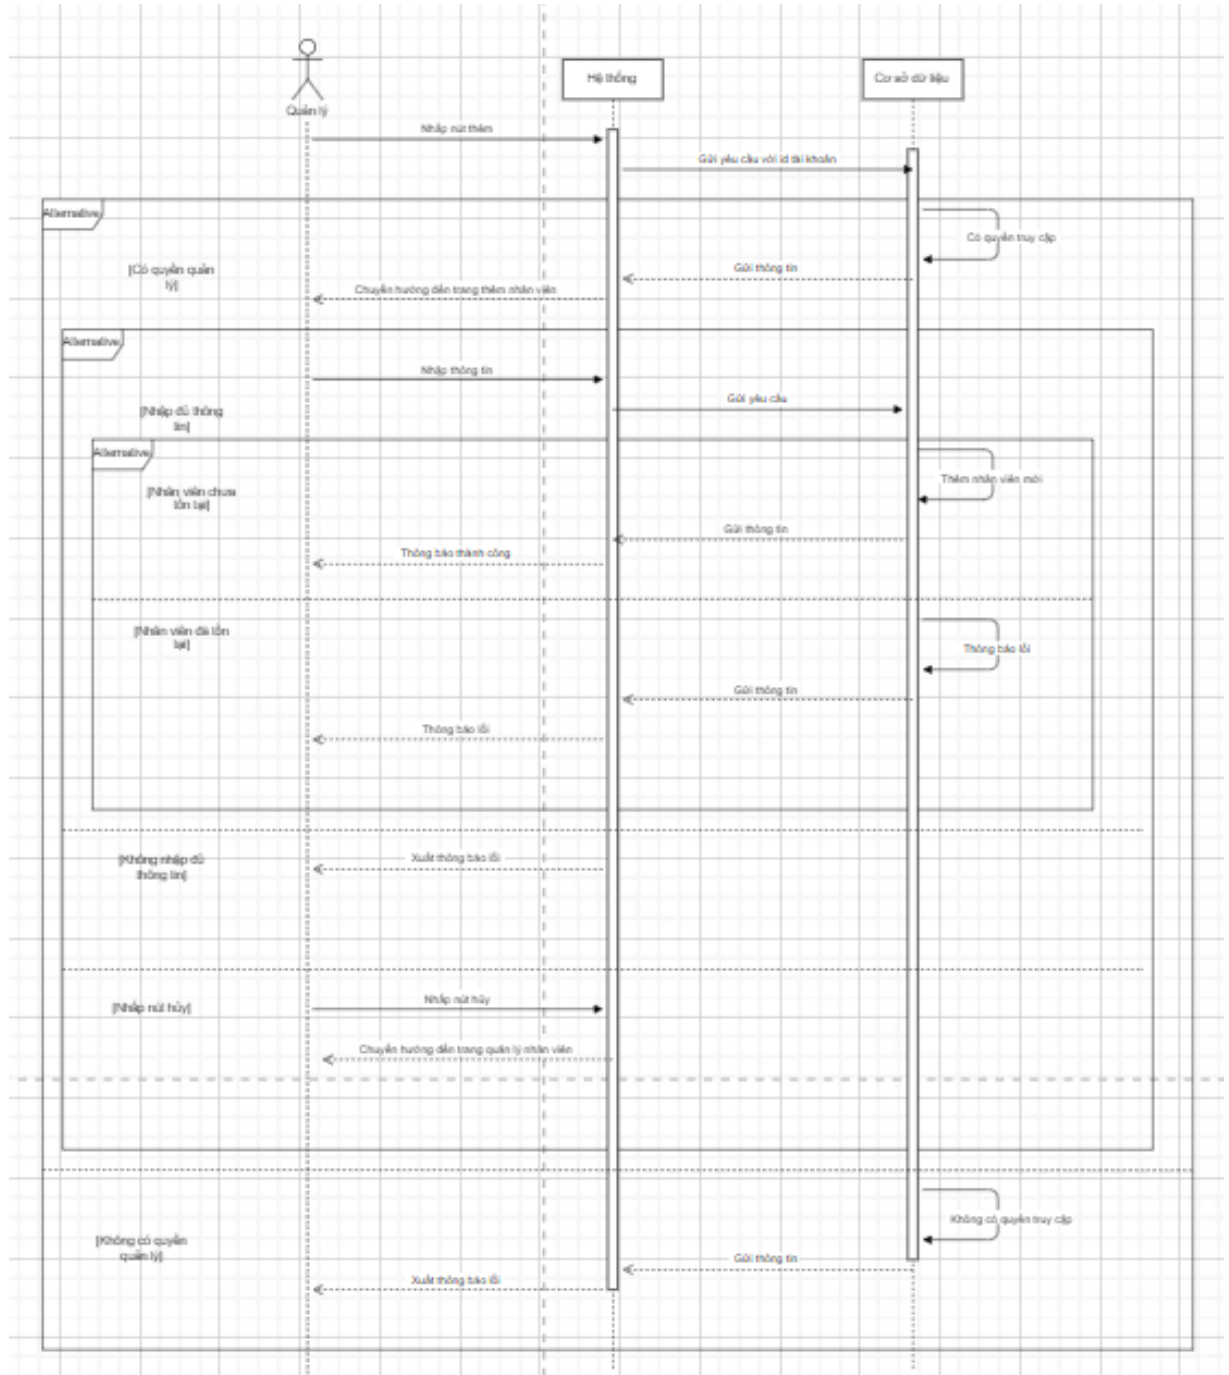 Hệ thống
Cơ sở dữ liệu
Quản lý
Nhấp nút thêm
Gửi yêu cầu với id tài khoản
Alternative
Có quyền truy cập
[Có quyền quản
lý]
Gửi thông tin
Chuyển hướng đến trang thêm nhân viên
Alternative
Nhập thông tin
Gửi yêu cầu
[Nhập đủ thông
tin]
Alternative
Thêm nhân viên mới
[Nhân viên chưa
tồn tại]
Gửi thông tin
Thông báo thành công
[Nhân viên đã tồn
tại]
Thông báo lỗi
Gửi thông tin
Thông báo lỗi
[Không nhập đủ
thông tin]
Xuất thông báo lỗi
[Nhấp nút hủy]
Nhấp nút hủy
Chuyển hướng đến trang quản lý nhân viên
Không có quyền truy cập
[Không có quyền
quản lý]
Gửi thông tin
Xuất thông báo lỗi